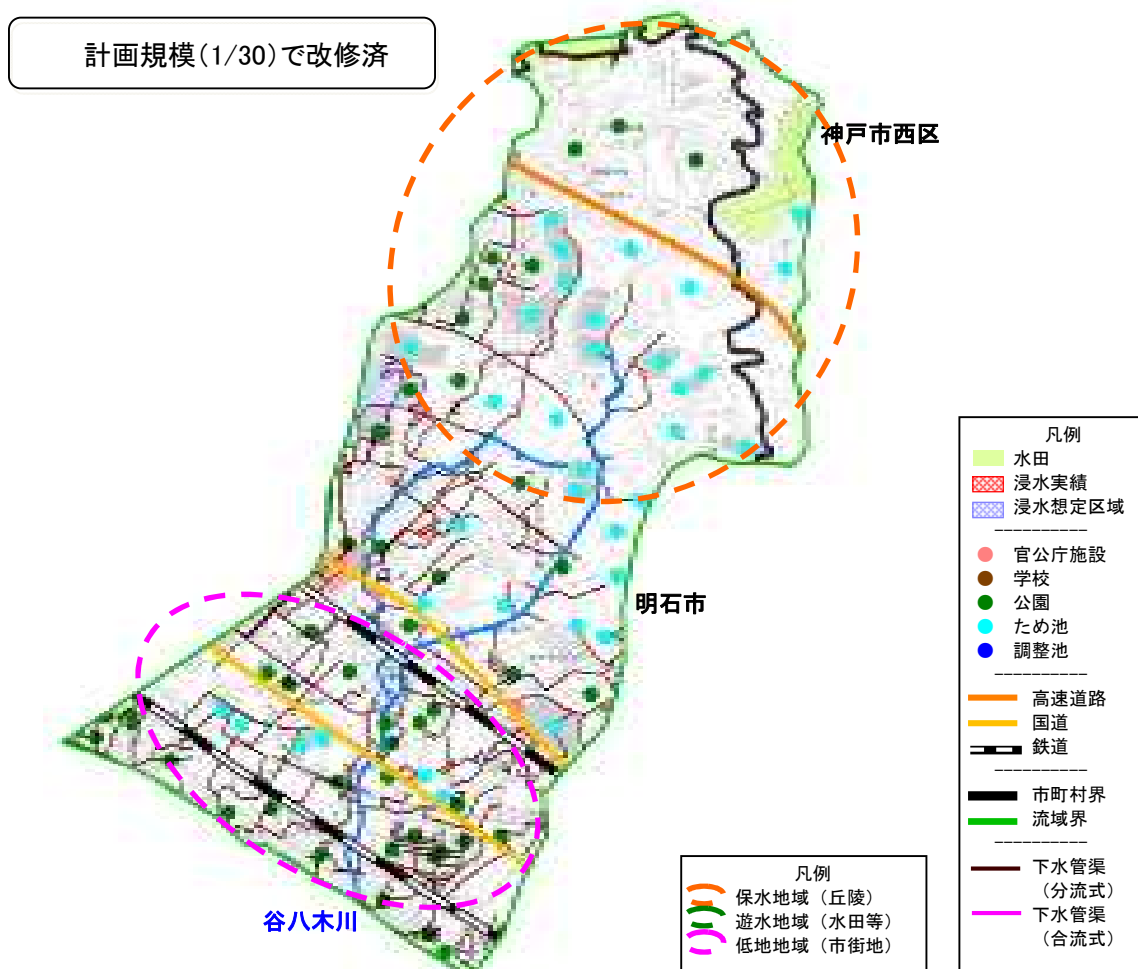 計画規模(1/30)で改修済
神戸市西区
明石市
谷八木川
凡例
水田
浸水実績
浸水想定区域
----------
官公庁施設
学校
公園
ため池
調整池
----------
高速道路
国道
鉄道
----------
市町村界
流域界
----------
下水管渠
(分流式)
下水管渠
(合流式)
凡例
保水地域(丘陵)
遊水地域(水田等)
低地地域(市街地)